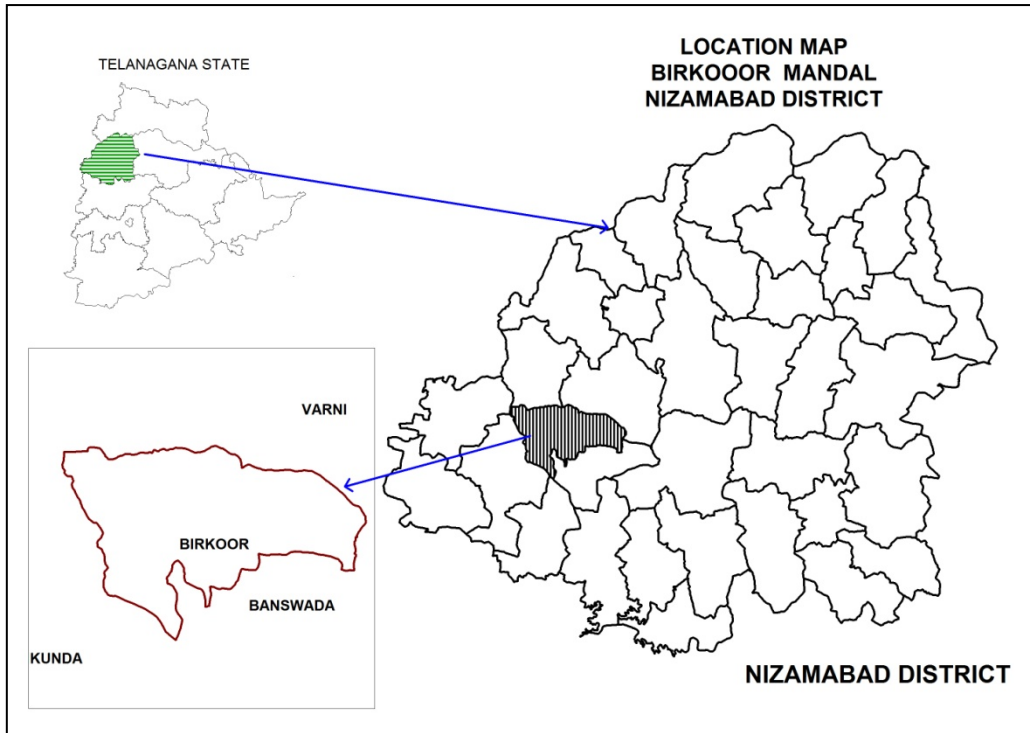 LOCATION MAP
BIRKOOOR MANDAL
NIZAMABAD DISTRICT
TELANAGANA STATE
VARNI
BIRKOOR
BANSWADA
KUNDA
NIZAMABAD DISTRICT